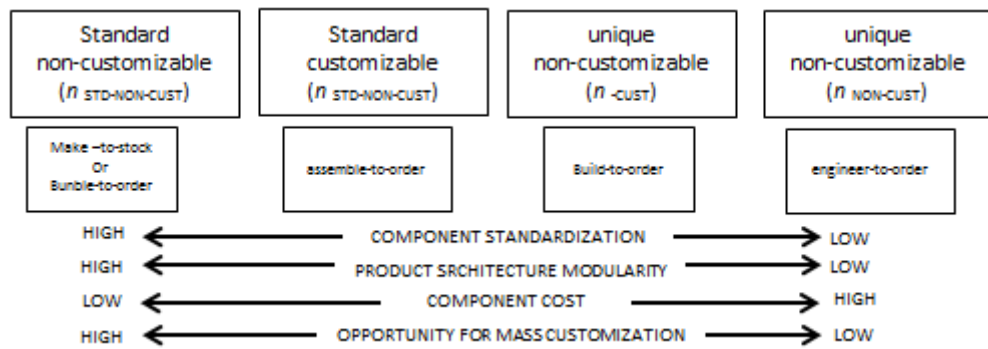 Standard
non-customizable
(n STD-NON-CUST)
Standard
customizable
(n STD-NON-CUST)
unique
non-customizable
(n -CUST)
unique
non-customizable
(n NON-CUST)
Make –to-stock
Or
Bunble-to-order
assemble-to-order
Build-to-order
engineer-to-order
HIGH COMPONENT STANDARDIZATION LOW
HIGH PRODUCT SRCHITECTURE MODULARITY LOW
LOW COMPONENT COST HIGH
HIGH OPPORTUNITY FOR MASS CUSTOMIZATION LOW